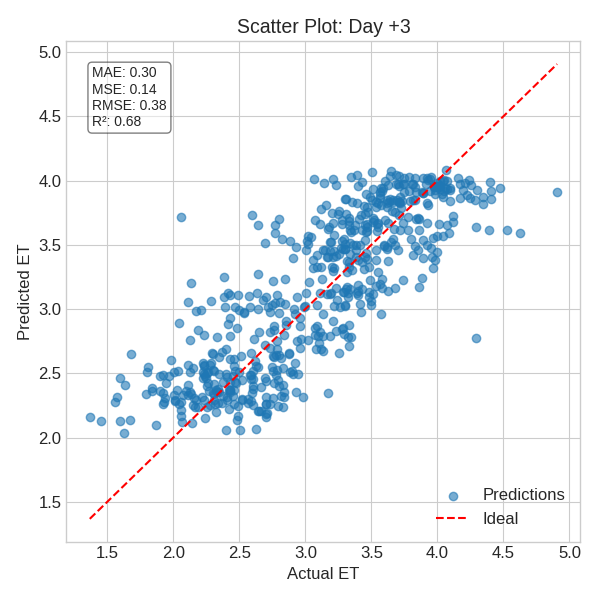 Scatter Plot: Day +3
MAE: 0.30
MSE: 0.14
RMSE: 0.38
R²: 0.68
Predicted ET
5.0
4.5
4.0
3.5
3.0
2.5
2.0
1.5
Predictions
Ideal
1.5 2.0 2.5 3.0 3.5 4.0 4.5 5.0
Actual ET